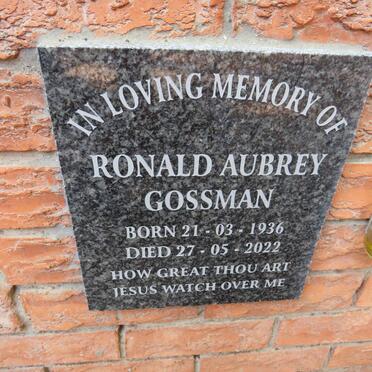 IN LOVING MEMORY OF
RONALD AUBREY
GOSSMAN
BORN 21 - 03 - 1936
DIED 27 - 05 - 2022
HOW GREAT THOU ART
JESUS WATCH OVER ME